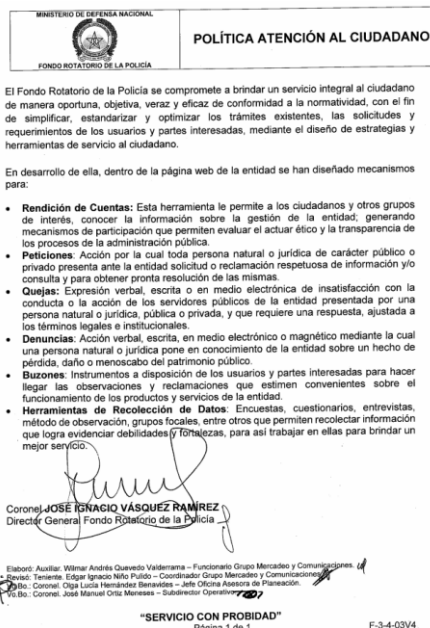 MINISTERIO DE DEFENSA NACIONAL
FONDO ROTATORIO DE LA POLICÍA
POLÍTICA ATENCIÓN AL CIUDADANO
El Fondo Rotatorio de la Policía se compromete a brindar un servicio integral al ciudadano
de manera oportuna, objetiva, veraz y eficaz de conformidad a la normatividad, con el fin
de simplificar, estandarizar y optimizar los trámites existentes, las solicitudes y
requerimientos de los usuarios y partes interesadas, mediante el diseño de estrategias y
herramientas de servicio al ciudadano.
En desarrollo de ella, dentro de la página web de la entidad se han diseñado mecanismos
para:
• Rendición de Cuentas: Esta herramienta le permite a los ciudadanos y otros grupos
de interés, conocer la información sobre la gestión de la entidad; generando
mecanismos de participación que permiten evaluar el actuar ético y la transparencia de
los procesos de la administración pública.
• Peticiones: Acción por la cual toda persona natural o jurídica de carácter público o
privado presenta ante la entidad solicitud o reclamación respetuosa de información y/o
consulta y para obtener pronta resolución de las mismas.
• Quejas: Expresión verbal, escrita o en medio electrónica de insatisfacción con la
conducta o la acción de los servidores públicos de la entidad presentada por una
persona natural o jurídica, pública o privada, y que requiere una respuesta, ajustada a
los términos legales e institucionales.
• Denuncias: Acción verbal, escrita, en medio electrónico o magnético mediante la cual
una persona natural o jurídica pone en conocimiento de la entidad sobre un hecho de
pérdida, daño o menoscabo del patrimonio público.
• Buzones: Instrumentos a disposición de los usuarios y partes interesadas para hacer
llegar las observaciones y reclamaciones que estimen convenientes sobre el
funcionamiento de los productos y servicios de la entidad.
• Herramientas de Recolección de Datos: Encuestas, cuestionarios, entrevistas,
método de observación, grupos focales, entre otros que permiten recolectar información
que logra evidenciar debilidades y fortalezas, para así trabajar en ellas para brindar un
mejor servicio.
Coronel JOSÉ IGNACIO VÁSQUEZ RAMÍREZ
Director General Fondo Rotatorio de la Policía
Elaboró: Auxiliar. Wilmar Andrés Quevedo Valderrama – Funcionario Grupo Mercadeo y Comunicaciones.
Revisó: Teniente. Edgar Ignacio Niño Pulido – Coordinador Grupo Mercadeo y Comunicaciones
Vo.Bo.: Coronel. Olga Lucía Hernández Benavides – Jefe Oficina Asesora de Planeación.
Vo.Bo.: Coronel. José Manuel Ortiz Meneses – Subdirector Operativo
"SERVICIO CON PROBIDAD"
Página 1 de 1
F-3-4-03V4